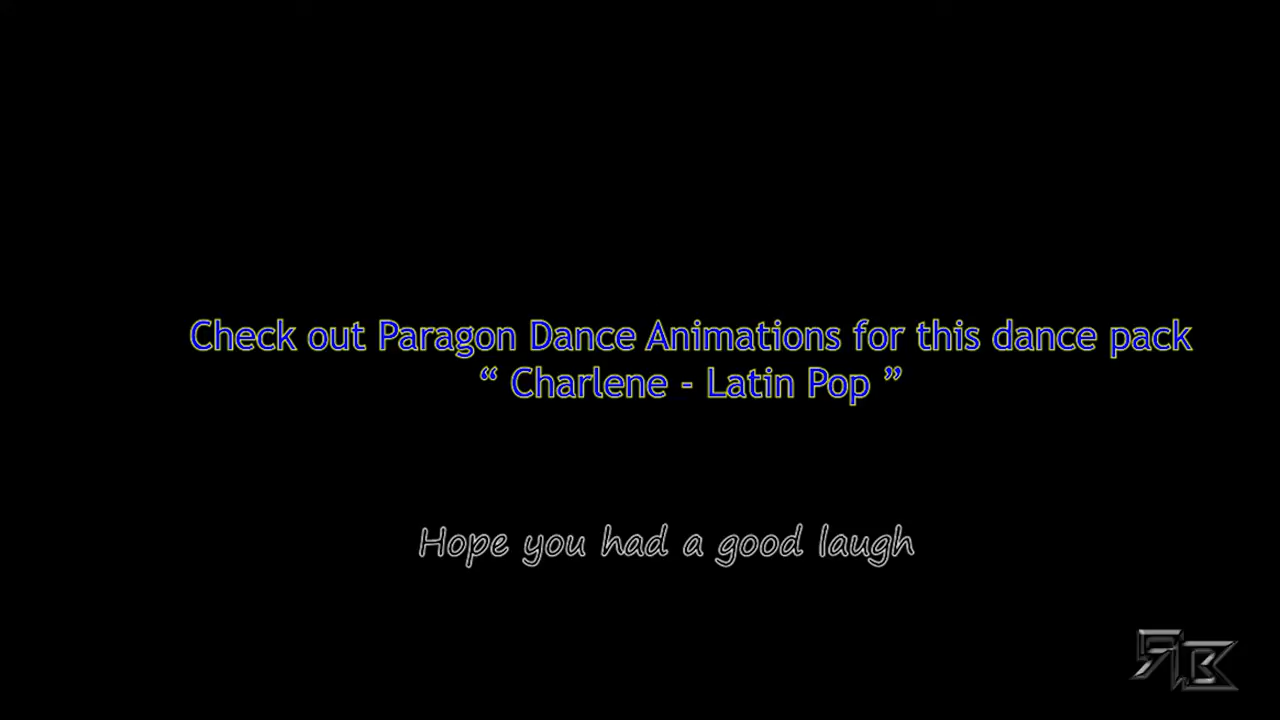 Check out Paragon Dance Animations for this dance pack
“ Charlene - Latin Pop ”
Hope you had a good laugh